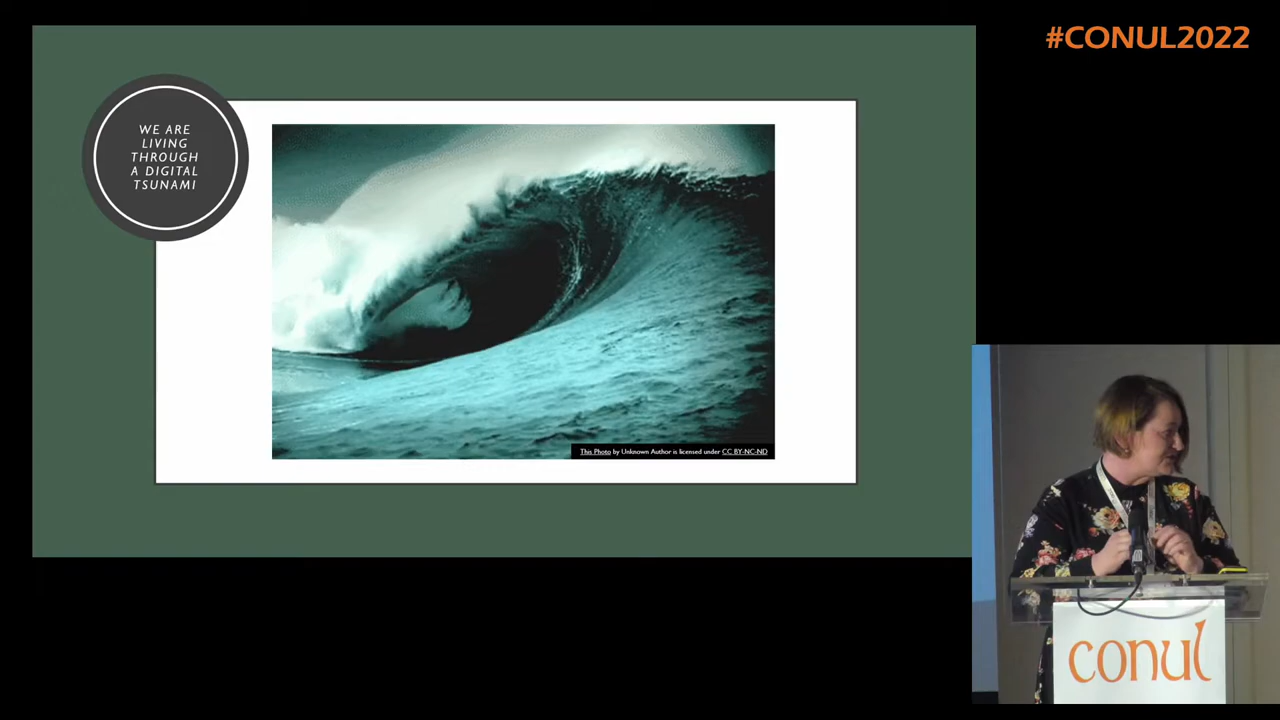 #CONUL2022
WE ARE
LIVING
THROUGH
A DIGITAL
TSUNAMI
This Photo by Unknown Author is licensed under CC BY-NC-ND
conul